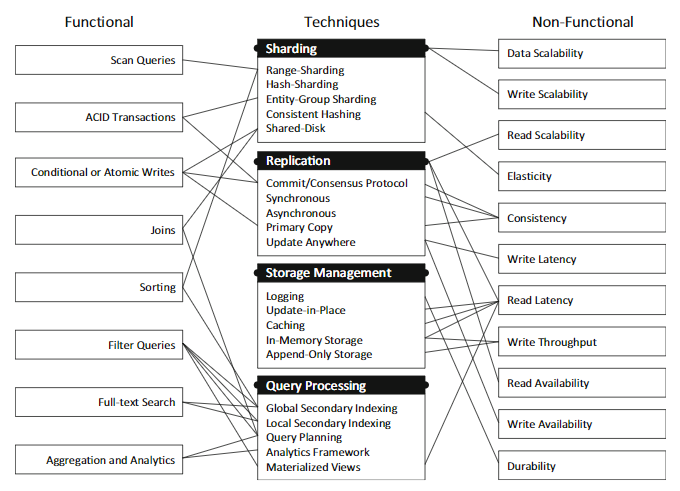 Functional
Techniques
Non-Functional
Scan Queries
ACID Transactions
Conditional or Atomic Writes
Joins
Sorting
Filter Queries
Full-text Search
Aggregation and Analytics
Sharding
Range-Sharding
Hash-Sharding
Entity-Group Sharding
Consistent Hashing
Shared-Disk
Replication
Commit/Consensus Protocol
Synchronous
Asynchronous
Primary Copy
Update Anywhere
Storage Management
Logging
Update-in-Place
Caching
In-Memory Storage
Append-Only Storage
Query Processing
Global Secondary Indexing
Local Secondary Indexing
Query Planning
Analytics Framework
Materialized Views
Data Scalability
Write Scalability
Read Scalability
Elasticity
Consistency
Write Latency
Read Latency
Write Throughput
Read Availability
Write Availability
Durability